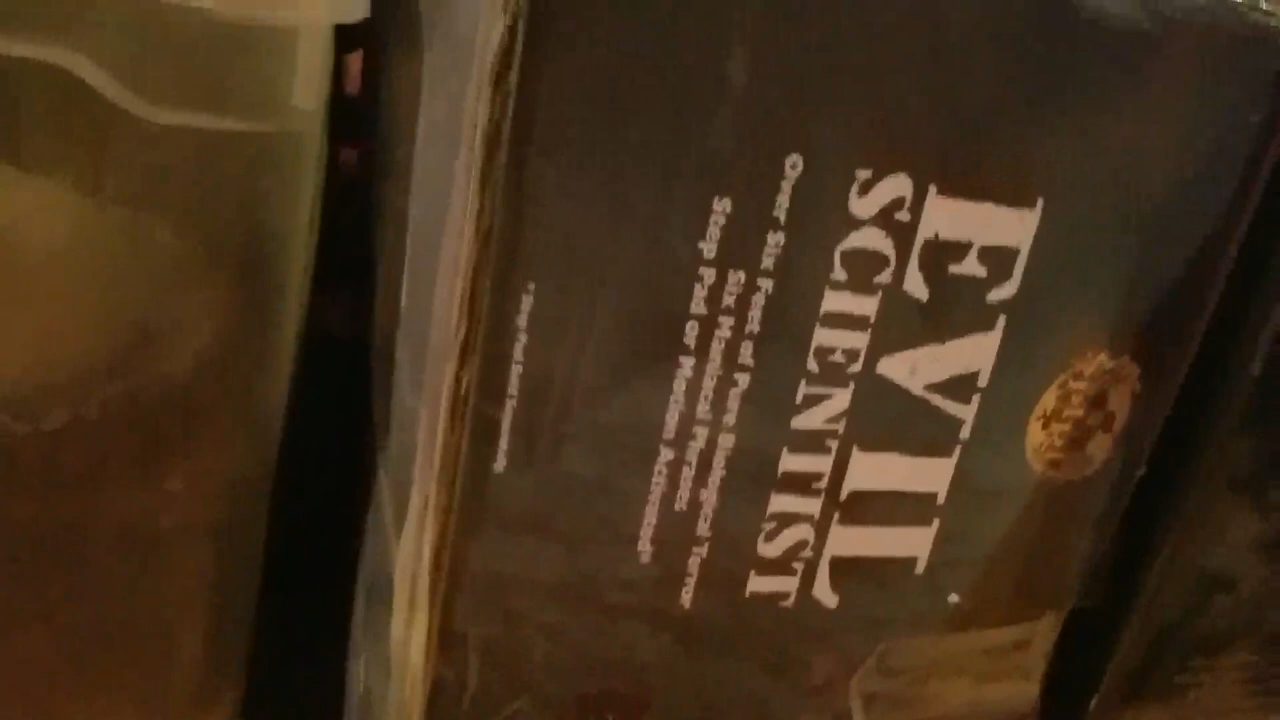 EVIL
SCIENTIST
Over Six Feet of Pure Biological Terror
Six Maniacal Phrases
Step Pad or Motion Activated*